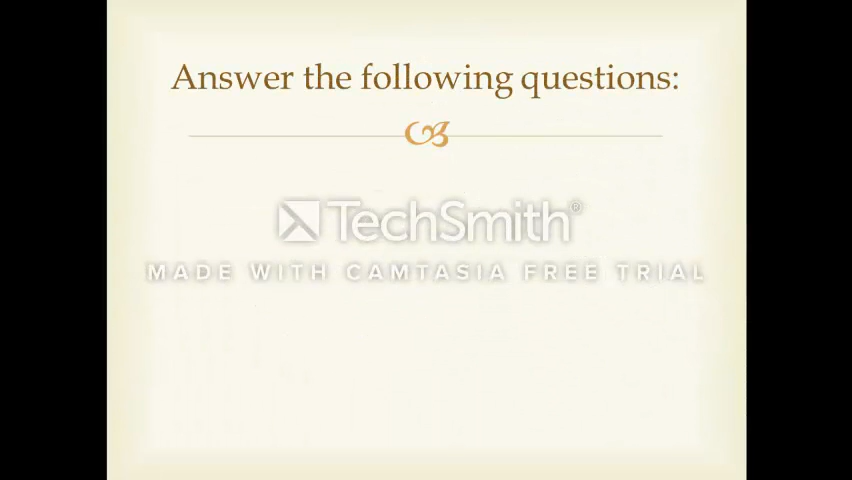 Answer the following questions:
TechSmith®
MADE WITH CAMTASIA FREE TRIAL